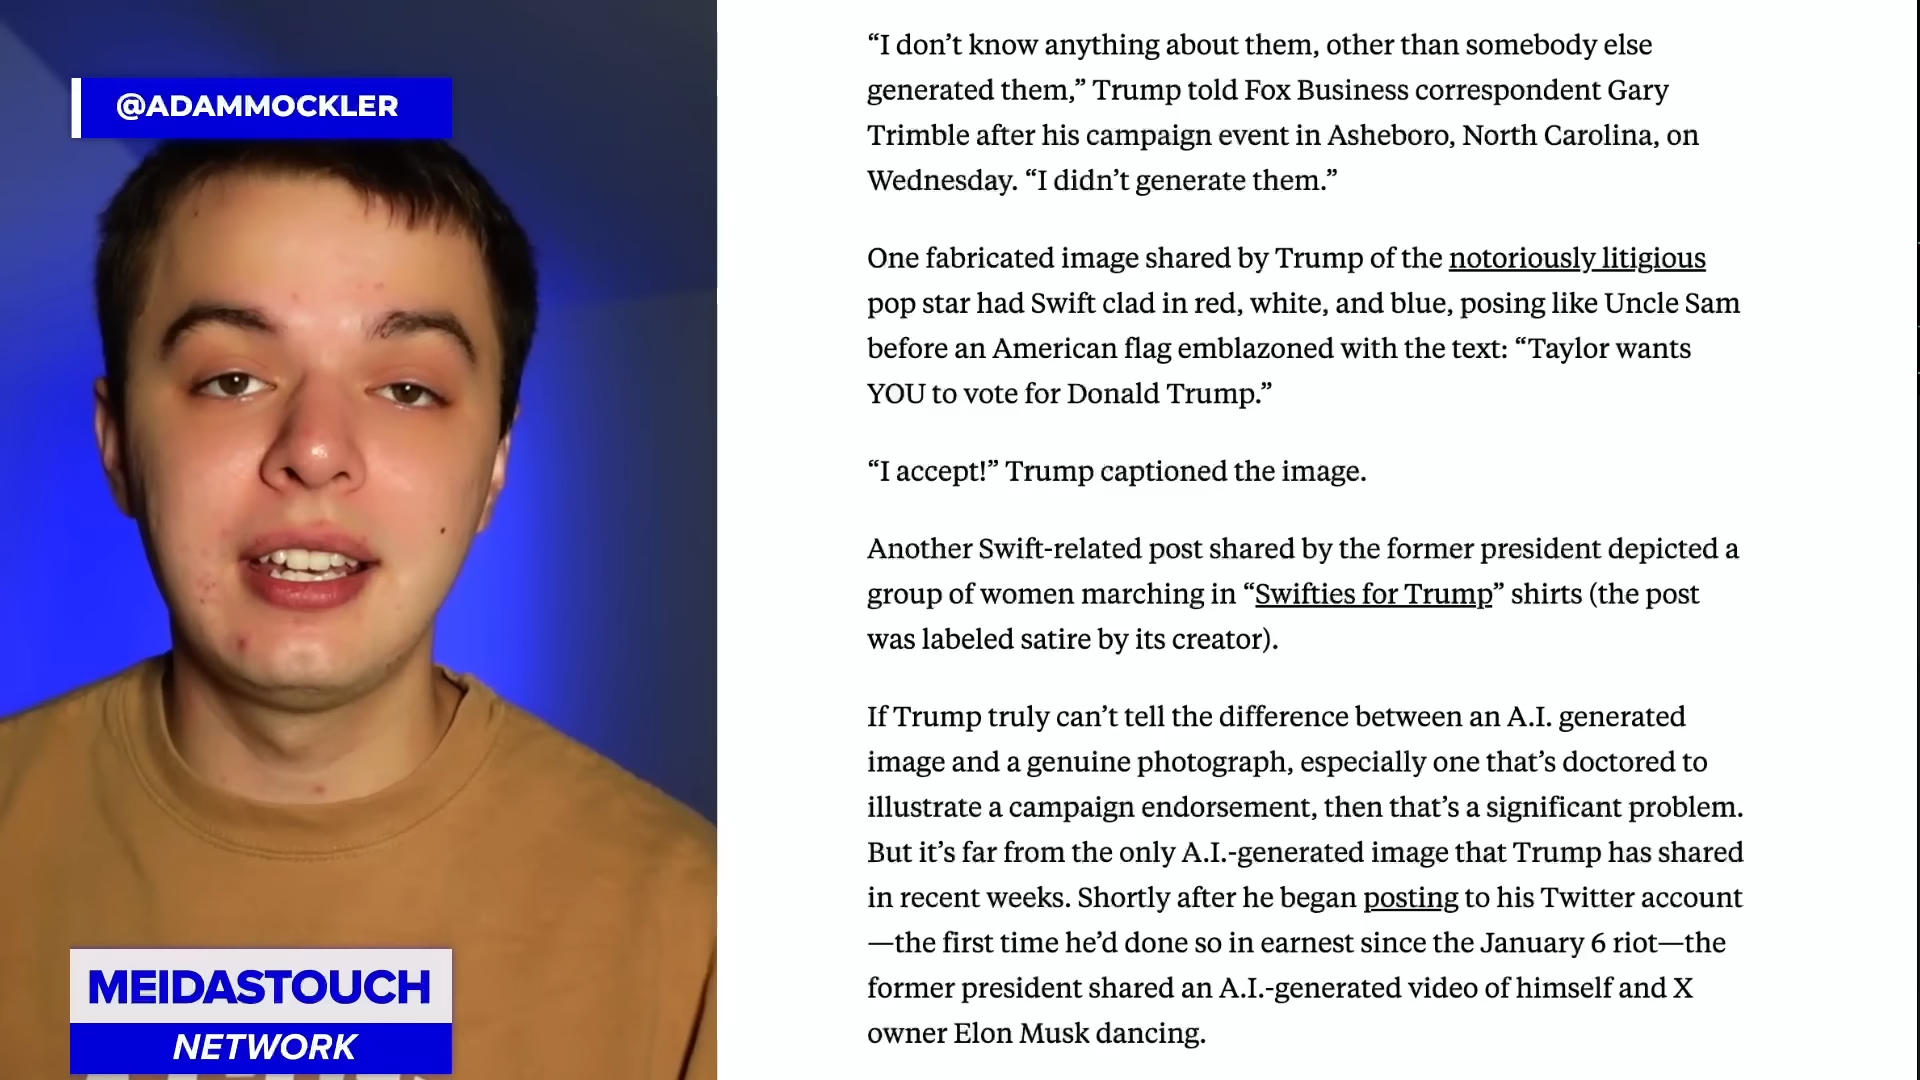 @ADAMMOCKLER
MEIDASTOUCH
NETWORK
“I don’t know anything about them, other than somebody else
generated them,” Trump told Fox Business correspondent Gary
Trimble after his campaign event in Asheboro, North Carolina, on
Wednesday. “I didn’t generate them.”
One fabricated image shared by Trump of the notoriously litigious
pop star had Swift clad in red, white, and blue, posing like Uncle Sam
before an American flag emblazoned with the text: “Taylor wants
YOU to vote for Donald Trump.”
“I accept!” Trump captioned the image.
Another Swift-related post shared by the former president depicted a
group of women marching in “Swifties for Trump” shirts (the post
was labeled satire by its creator).
If Trump truly can’t tell the difference between an A.I. generated
image and a genuine photograph, especially one that’s doctored to
illustrate a campaign endorsement, then that’s a significant problem.
But it’s far from the only A.I.-generated image that Trump has shared
in recent weeks. Shortly after he began posting to his Twitter account
—the first time he’d done so in earnest since the January 6 riot—the
former president shared an A.I.-generated video of himself and X
owner Elon Musk dancing.